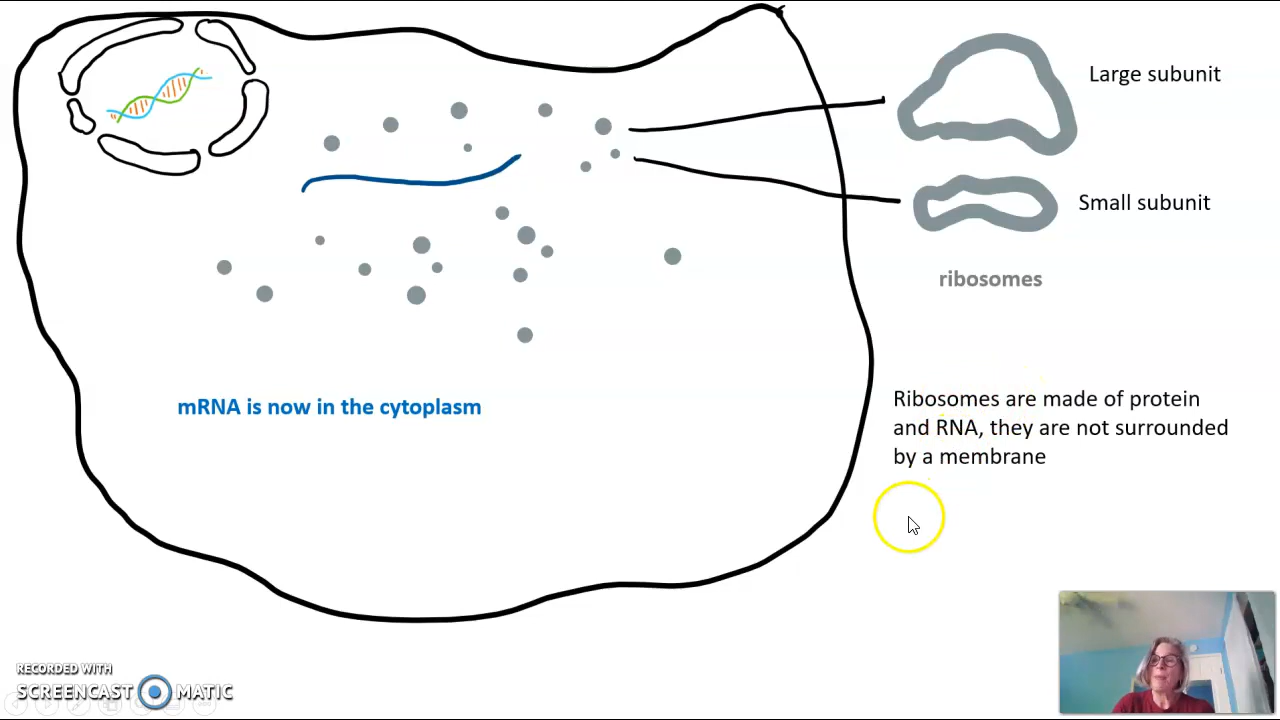 Large subunit
Small subunit
ribosomes
mRNA is now in the cytoplasm
Ribosomes are made of protein
and RNA, they are not surrounded
by a membrane
RECORDED WITH
SCREENCAST MATIC